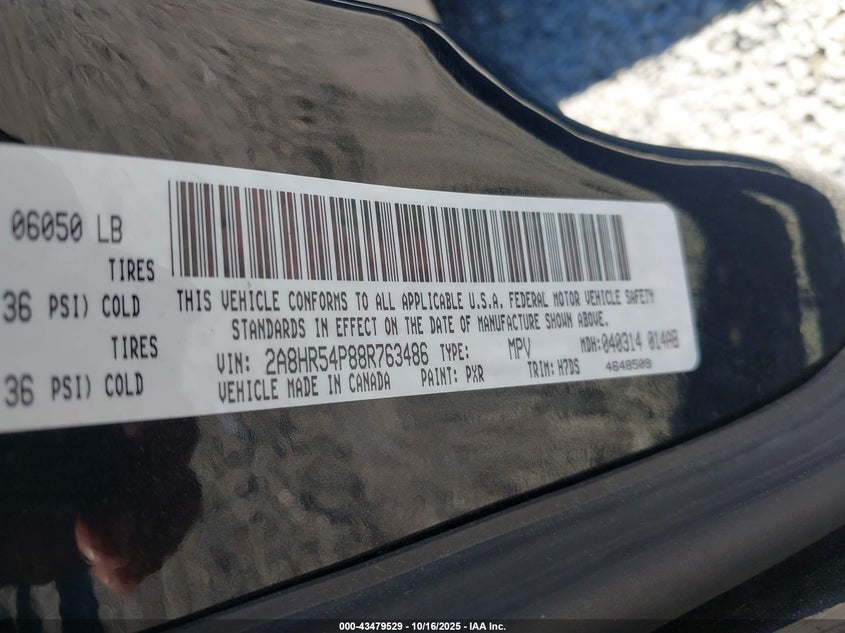 06050 LB
TIRES
36 PSI) COLD
TIRES
36 PSI) COLD
THIS VEHICLE CONFORMS TO ALL APPLICABLE U.S.A. FEDERAL MOTOR VEHICLE SAFETY
STANDARDS IN EFFECT ON THE DATE OF MANUFACTURE SHOWN ABOVE.
VIN: 2A8HR54P88R763486 TYPE: MPV MDH: 040314 014AB
VEHICLE MADE IN CANADA PAINT: PXR TRIM: H7DS 4648509
000-43479529 - 10/16/2025 - IAA Inc.